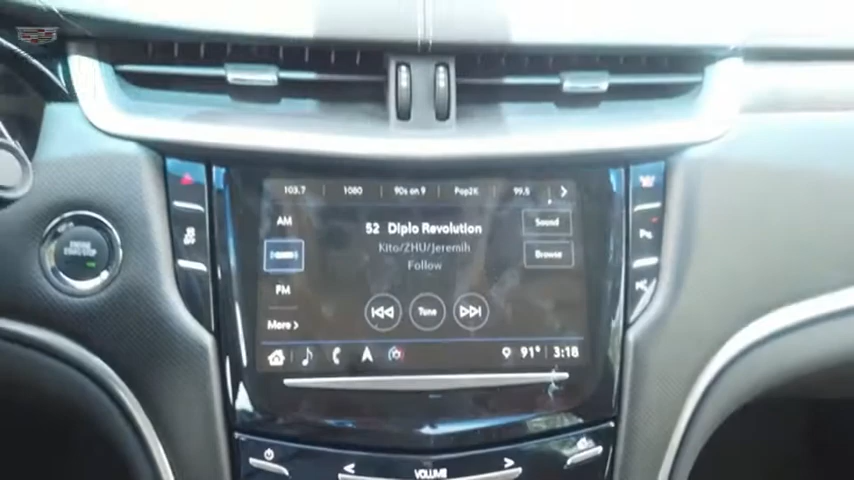 103.7 1080 90s on 9 Pop2K 99.5
AM
52 Diplo Revolution
Sound
Kito/ZHU/Jeremih
Browse
Follow
FM
Tune
More
91° 3:18
VOLUME